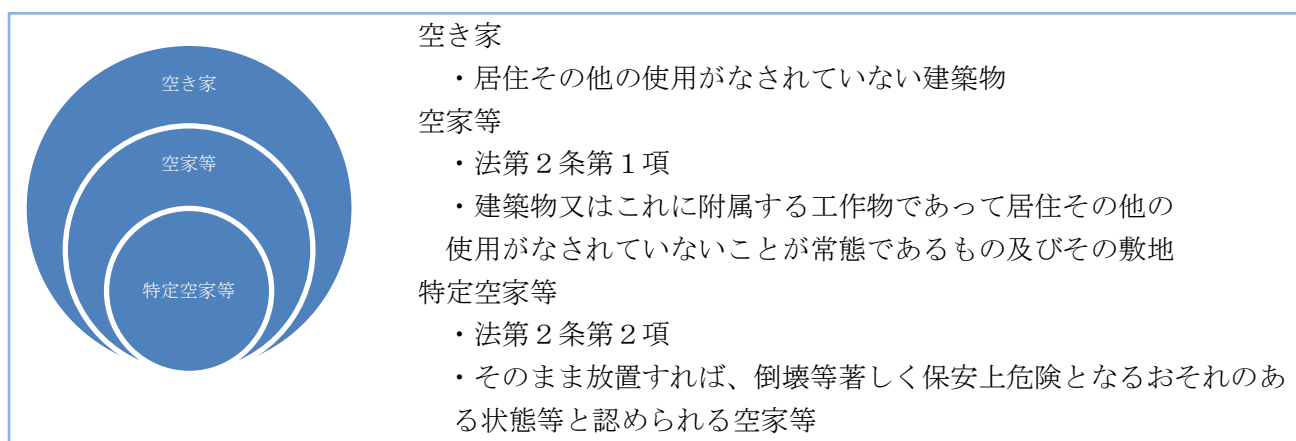 空き家
空家等
特定空家等
空き家
・居住その他の使用がなされていない建築物
空家等
・法第２条第１項
・建築物又はこれに附属する工作物であって居住その他の
使用がなされていないことが常態であるもの及びその敷地
特定空家等
・法第２条第２項
・そのまま放置すれば、倒壊等著しく保安上危険となるおそれのあ
る状態等と認められる空家等